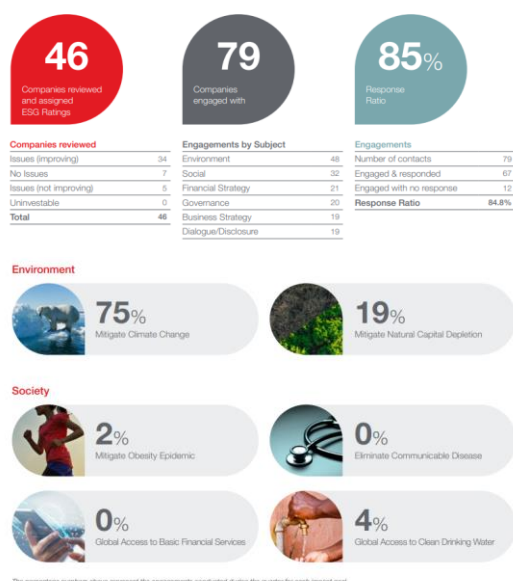 46
Companies reviewed
and assigned
ESG Ratings
79
Companies
engaged with
85%
Response
Ratio
Companies reviewed
Issues (improving) 34
No Issues 7
Issues (not improving) 5
Uninvestable 0
Total 46
Engagements by Subject
Environment 48
Social 32
Financial Strategy 21
Governance 20
Business Strategy 19
Dialogue/Disclosure 19
Engagements
Number of contacts 79
Engaged & responded 67
Engaged with no response 12
Response Ratio 84.8%
Environment
75%
Mitigate Climate Change
19%
Mitigate Natural Capital Depletion
Society
2%
Mitigate Obesity Epidemic
0%
Eliminate Communicable Disease
0%
Global Access to Basic Financial Services
4%
Global Access to Clean Drinking Water